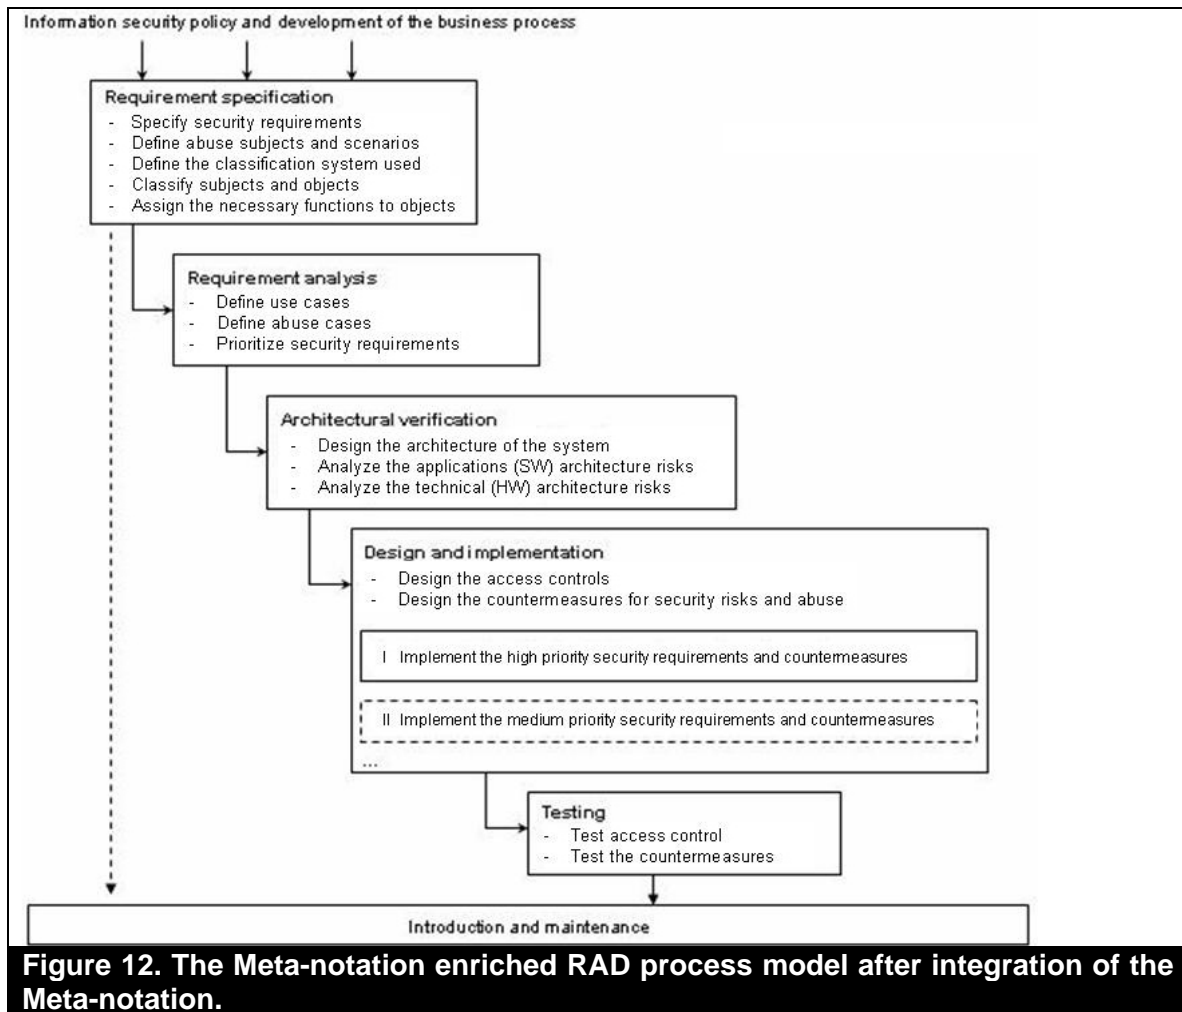 Information security policy and development of the business process
Requirement specification
- Specify security requirements
- Define abuse subjects and scenarios
- Define the classification system used
- Classify subjects and objects
- Assign the necessary functions to objects
Requirement analysis
- Define use cases
- Define abuse cases
- Prioritize security requirements
Architectural verification
- Design the architecture of the system
- Analyze the applications (SW) architecture risks
- Analyze the technical (HW) architecture risks
Design and implementation
- Design the access controls
- Design the countermeasures for security risks and abuse
I Implement the high priority security requirements and countermeasures
II Implement the medium priority security requirements and countermeasures
...
Testing
- Test access control
- Test the countermeasures
Introduction and maintenance
Figure 12. The Meta-notation enriched RAD process model after integration of the
Meta-notation.